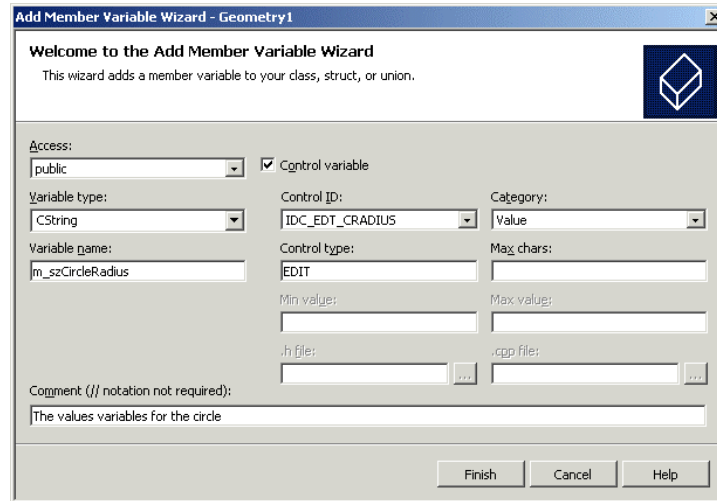 Add Member Variable Wizard - Geometry1
Welcome to the Add Member Variable Wizard
This wizard adds a member variable to your class, struct, or union.
Access:
public
Control variable
Variable type:
Control ID:
Category:
CString
IDC_EDT_CRADIUS
Value
Variable name:
Control type:
Max chars:
m_szCircleRadius
EDIT
Min value:
Max value:
.h file:
.cpp file:
...
...
Comment (// notation not required):
The values variables for the circle
Finish
Cancel
Help